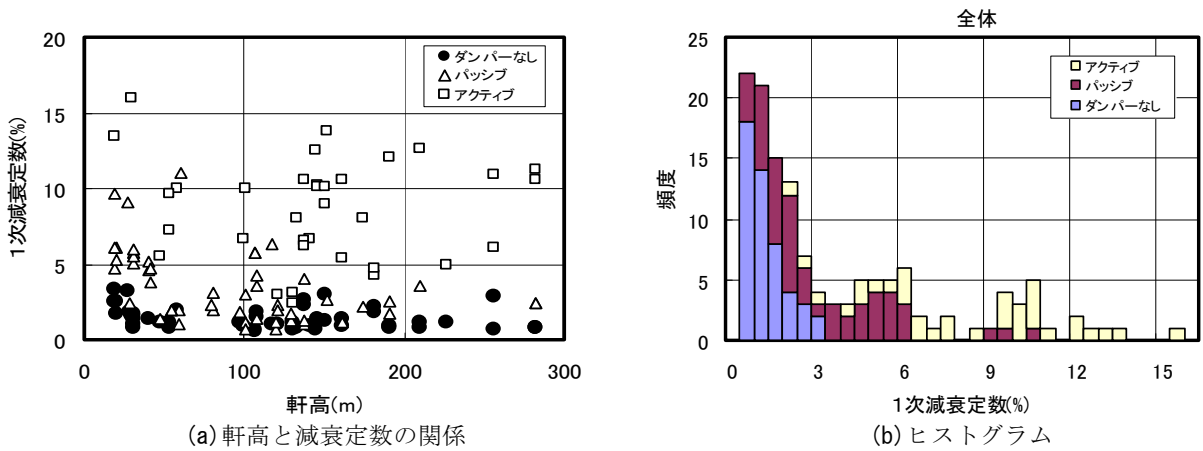 20
15
10
5
0
1次減衰定数(%)
ダンパーなし
パッシブ
アクティブ
0 100 200 300
軒高(m)
(a)軒高と減衰定数の関係
全体
25
20
15
10
5
0
頻度
アクティブ
パッシブ
ダンパーなし
0 3 6 9 12 15
1次減衰定数(%)
(b)ヒストグラム